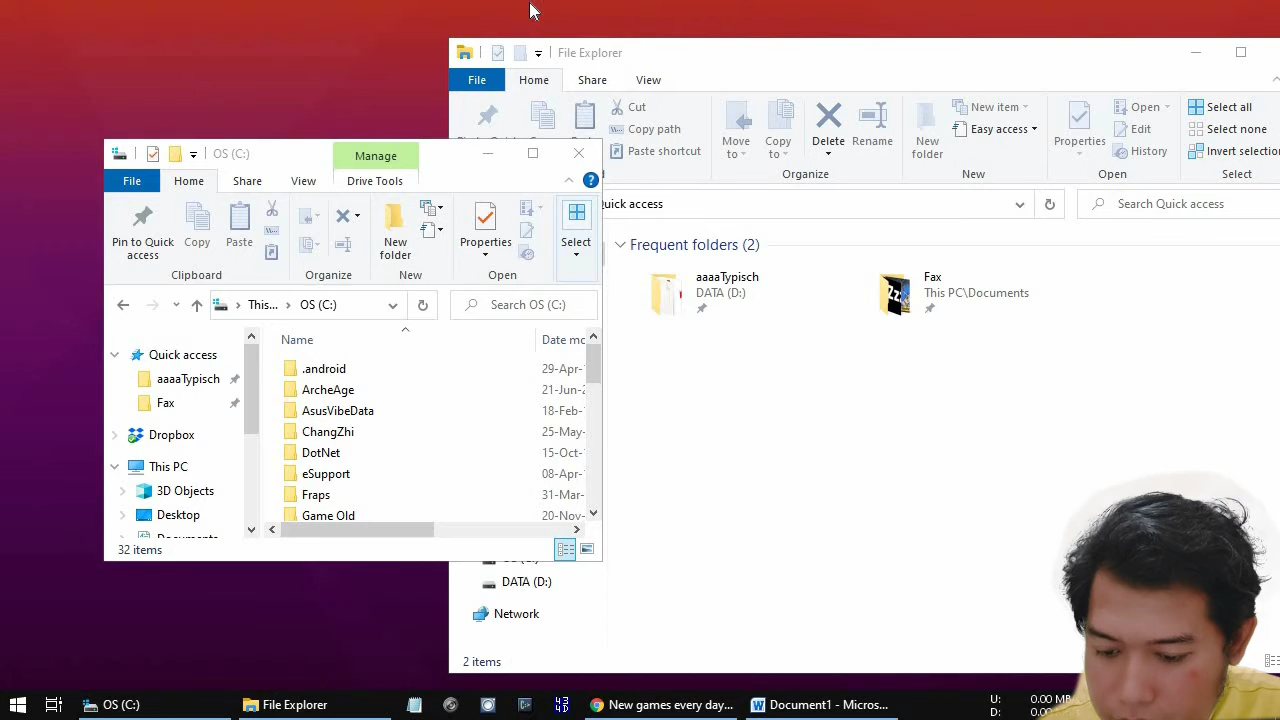 File Explorer
File Home Share View
Cut
Copy path
Paste shortcut
Move to
Copy to
Delete
Rename
Organize
New item
Easy access
New folder
New
Properties
Open
Edit
History
Open
Select all
Select none
Invert selection
Select
uick access
Search Quick access
Frequent folders (2)
aaaaTypisch
DATA (D:)
Fax
This PC\Documents
DATA (D:)
Network
2 items
OS (C:)
Manage
File Home Share View Drive Tools
Pin to Quick access
Copy
Paste
Clipboard
Organize
New folder
New
Properties
Open
Select
This... OS (C:)
Search OS (C:)
Quick access
aaaaTypisch
Fax
Dropbox
This PC
3D Objects
Desktop
Name Date mo
.android 29-Apr-
ArcheAge 21-Jun-2
AsusVibeData 18-Feb-
ChangZhi 25-May-
DotNet 15-Oct-
eSupport 08-Apr-
Fraps 31-Mar-
Game Old 20-Nov-
32 items
OS (C:)
File Explorer
New games every day...
Document1 - Micros...
U: 0.00 MB
D: 0.00